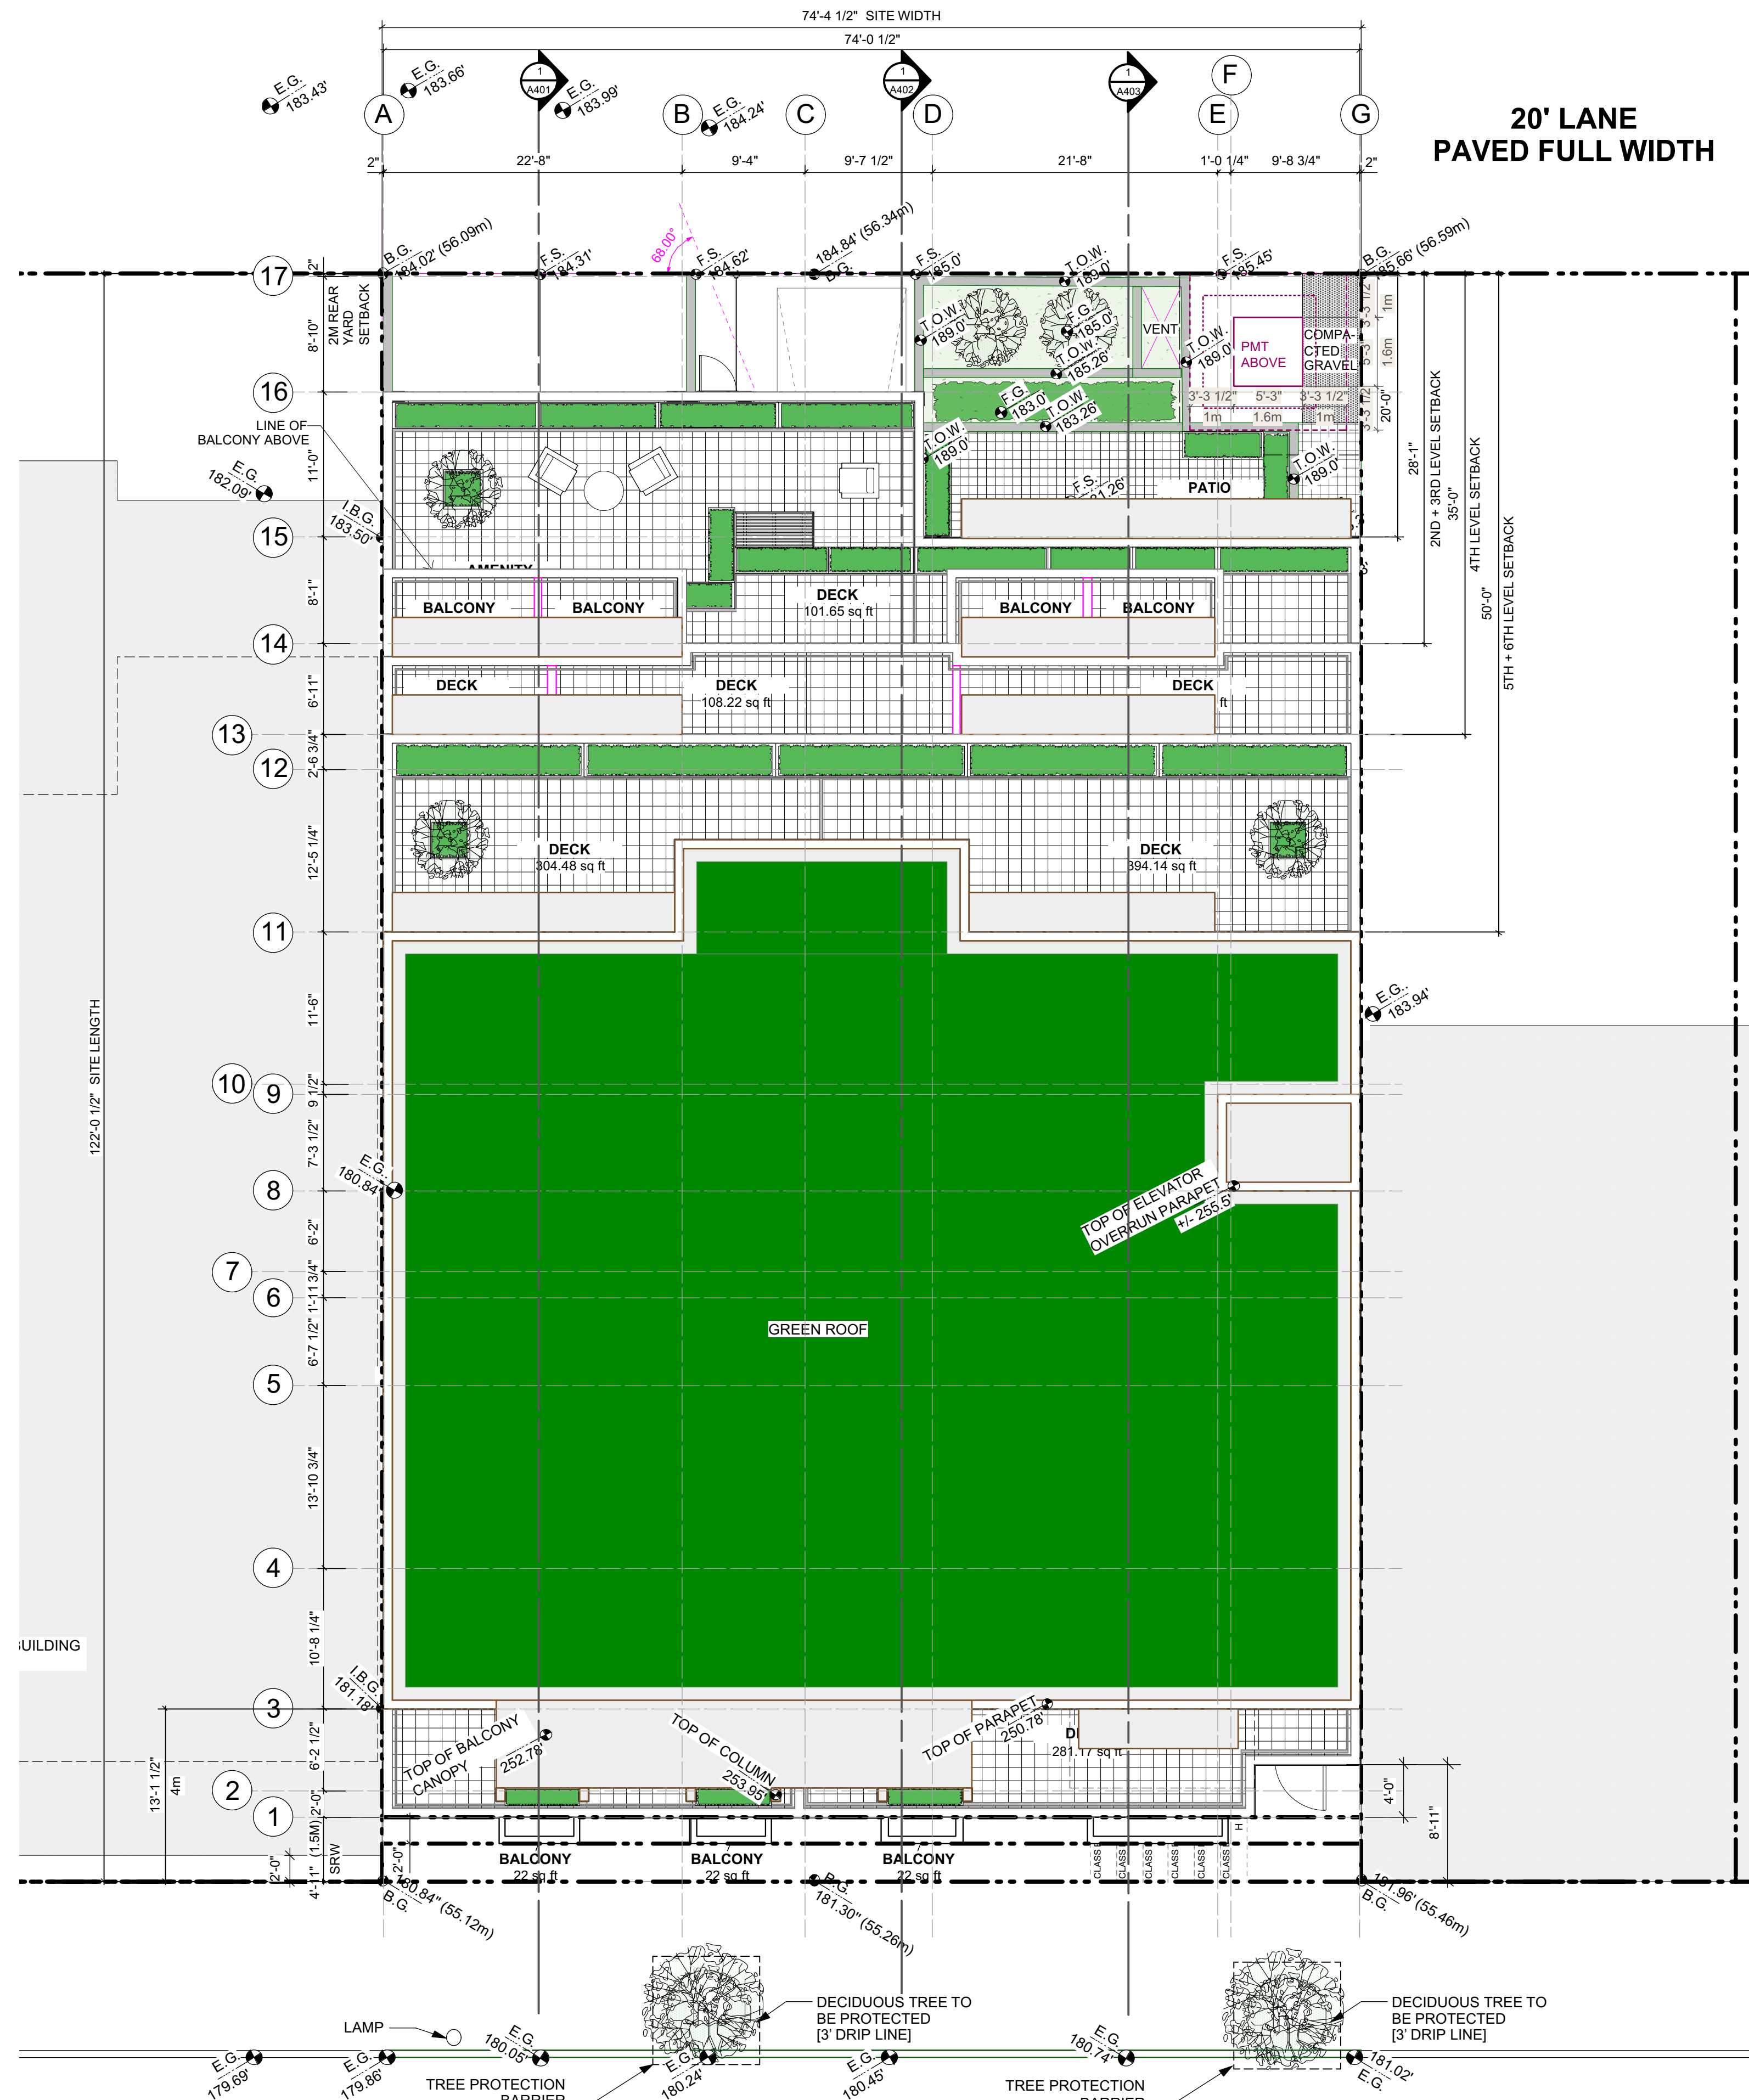 74'-4 1/2"  SITE WIDTH
74'-0 1/2"
E.G.
183.43'
E.G.
183.66'
1
A401
E.G.
183.99'
E.G.
184.24'
1
A402
1
A403
A
B
C
D
E
F
G
20' LANE
PAVED FULL WIDTH
2"
22'-8"
9'-4"
9'-7 1/2"
21'-8"
1'-0 1/4"
9'-8 3/4"
2"
B.G.
184.02' (56.09m)
F.S.
184.31'
68.00°
F.S.
184.62'
184.84' (56.34m)
B.G.
F.S.
185.0'
T.O.W.
189.0'
F.S.
185.45'
B.G.
185.66' (56.59m)
17
2"
8'-10"
2M REAR
YARD
SETBACK
T.O.W.
189.0'
F.G.
185.0'
VENT
T.O.W.
189.0'
PMT
ABOVE
COMPA-
CTED
GRAVEL
3'-3 1/2"
1m
5'-3"
1.6m
3'-3 1/2"
T.O.W.
185.26'
16
F.G.
183.0'
T.O.W.
183.26'
3'-3 1/2"
5'-3"
3'-3 1/2"
1m
1.6m
1m
20'-0"
28'-1"
2ND + 3RD LEVEL SETBACK
35'-0"
4TH LEVEL SETBACK
50'-0"
5TH + 6TH LEVEL SETBACK
LINE OF
BALCONY ABOVE
11'-0"
E.G.
182.09'
T.O.W.
189.0'
T.O.W.
189.0'
PATIO
F.S.
I.B.G.
183.50'
15
AMENITY
8'-1"
BALCONY
BALCONY
DECK
101.65 sq ft
BALCONY
BALCONY
14
6'-11"
DECK
DECK
108.22 sq ft
DECK
ft
13
2'-6 3/4"
12
12'-5 1/4"
DECK
304.48 sq ft
DECK
394.14 sq ft
11
11'-6"
E.G.
183.94'
122'-0 1/2"  SITE LENGTH
10
9 1/2"
9
7'-3 1/2"
E.G.
180.84'
8
TOP OF ELEVATOR
OVERRUN PARAPET
+/- 255.5'
6'-2"
7
1'-11 3/4"
6
6'-7 1/2"
GREEN ROOF
5
13'-10 3/4"
4
10'-8 1/4"
BUILDING
I.B.G.
181.18'
3
6'-2 1/2"
13'-1 1/2"
4m
TOP OF BALCONY
CANOPY
252.78'
TOP OF COLUMN
253.95'
TOP OF PARAPET
250.78'
281.17 sq ft
2
2'-0"
1
4'-0"
8'-11"
4'-11"  (1.5M)
SRW
2'-0"
2'-0"
BALCONY
22 sq ft
BALCONY
22 sq ft
BALCONY
22 sq ft
CLASS
CLASS
CLASS
CLASS
CLASS
CLASS
H
180.84" (55.12m)
B.G.
B.G.
181.30" (55.26m)
181.96" (55.46m)
B.G.
DECIDUOUS TREE TO
BE PROTECTED
[3' DRIP LINE]
DECIDUOUS TREE TO
BE PROTECTED
[3' DRIP LINE]
LAMP
E.G.
179.69'
E.G.
179.86'
E.G.
180.05'
E.G.
180.24'
E.G.
180.45'
E.G.
180.74'
181.02'
E.G.
TREE PROTECTION
BARRIER
TREE PROTECTION
BARRIER